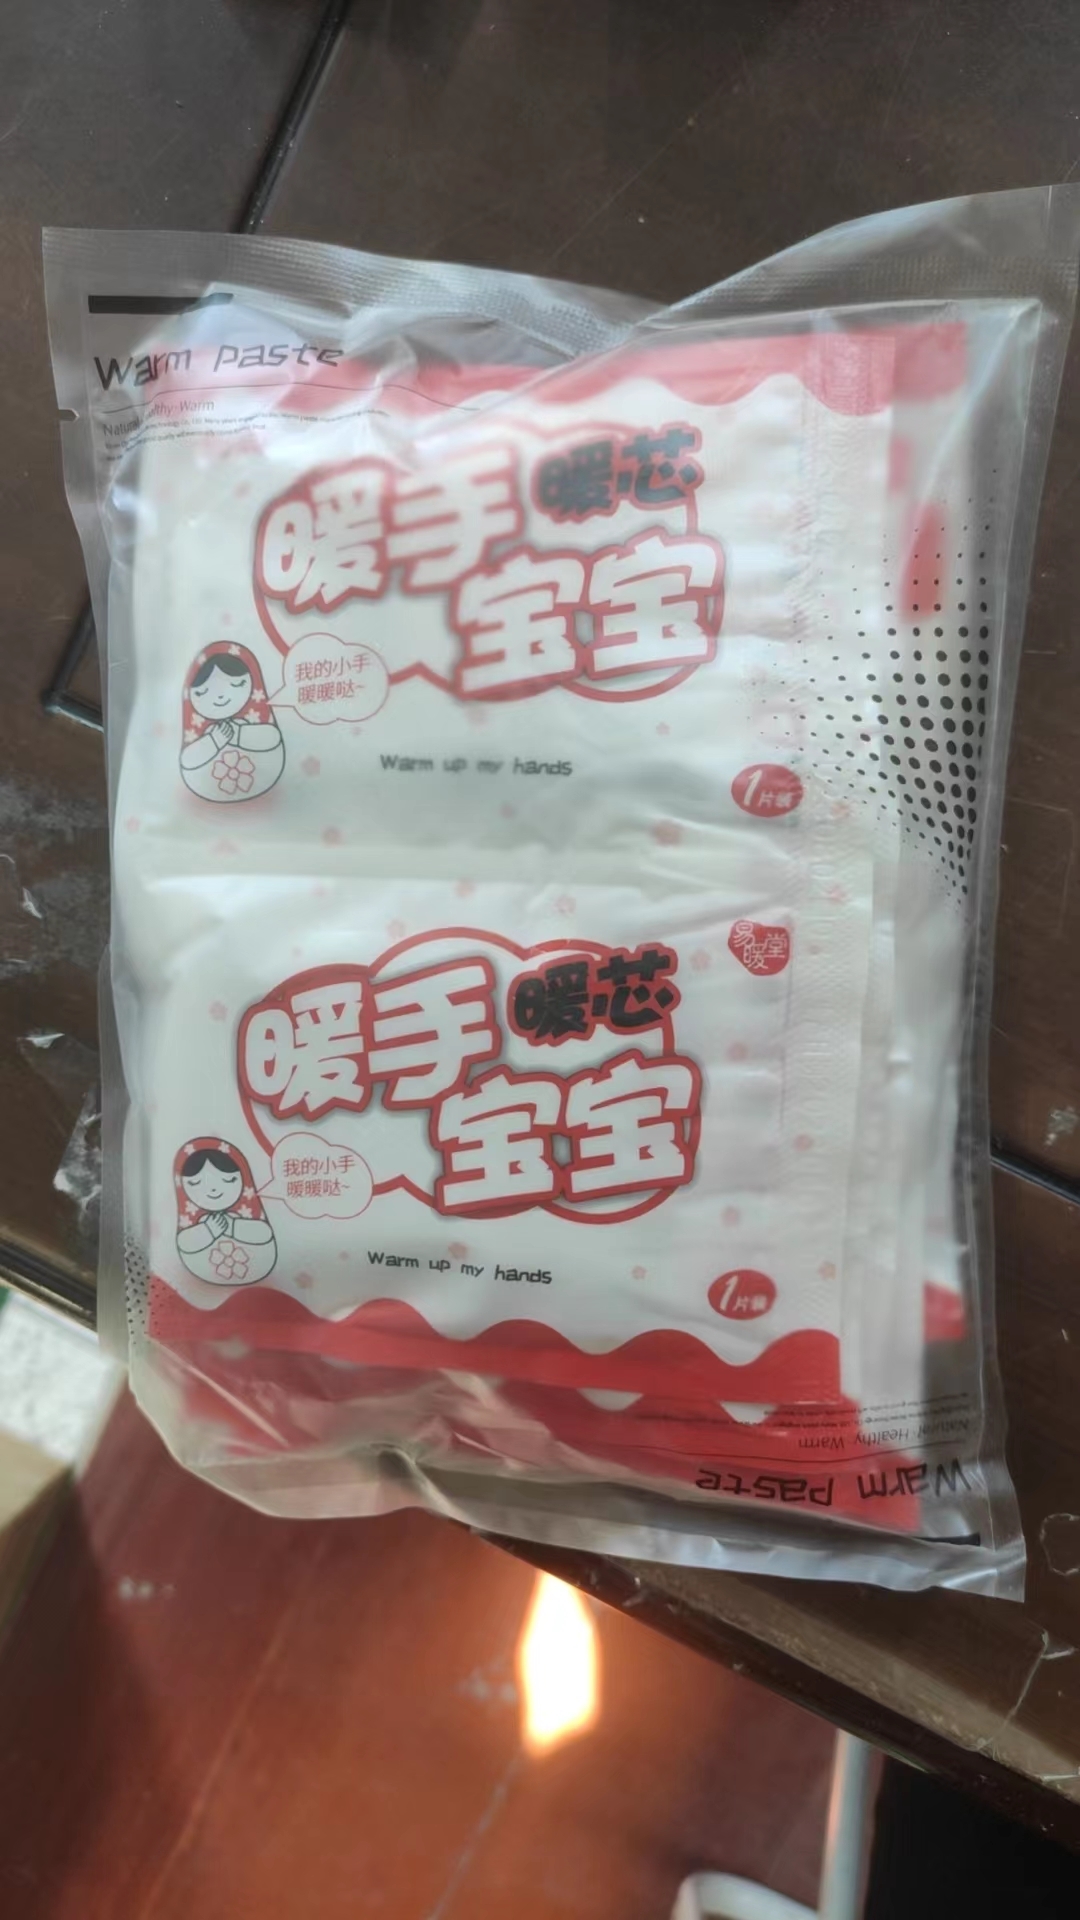 Warm paste
Natural·Healthy·Warm
暖手 暖芯
宝宝
我的小手
暖暖哒~
Warm up my hands
1片装
易暖堂
暖手 暖芯
宝宝
我的小手
暖暖哒~
Warm up my hands
1片装
Natural·Healthy·Warm
Warm paste